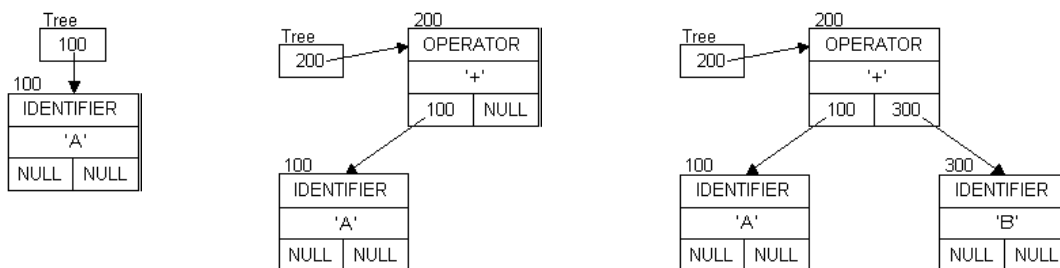 Tree
100
100
IDENTIFIER
'A'
NULL NULL
200
Tree
200
OPERATOR
'+'
100 NULL
100
IDENTIFIER
'A'
NULL NULL
200
Tree
200
OPERATOR
'+'
100 300
100
IDENTIFIER
'A'
NULL NULL
300
IDENTIFIER
'B'
NULL NULL